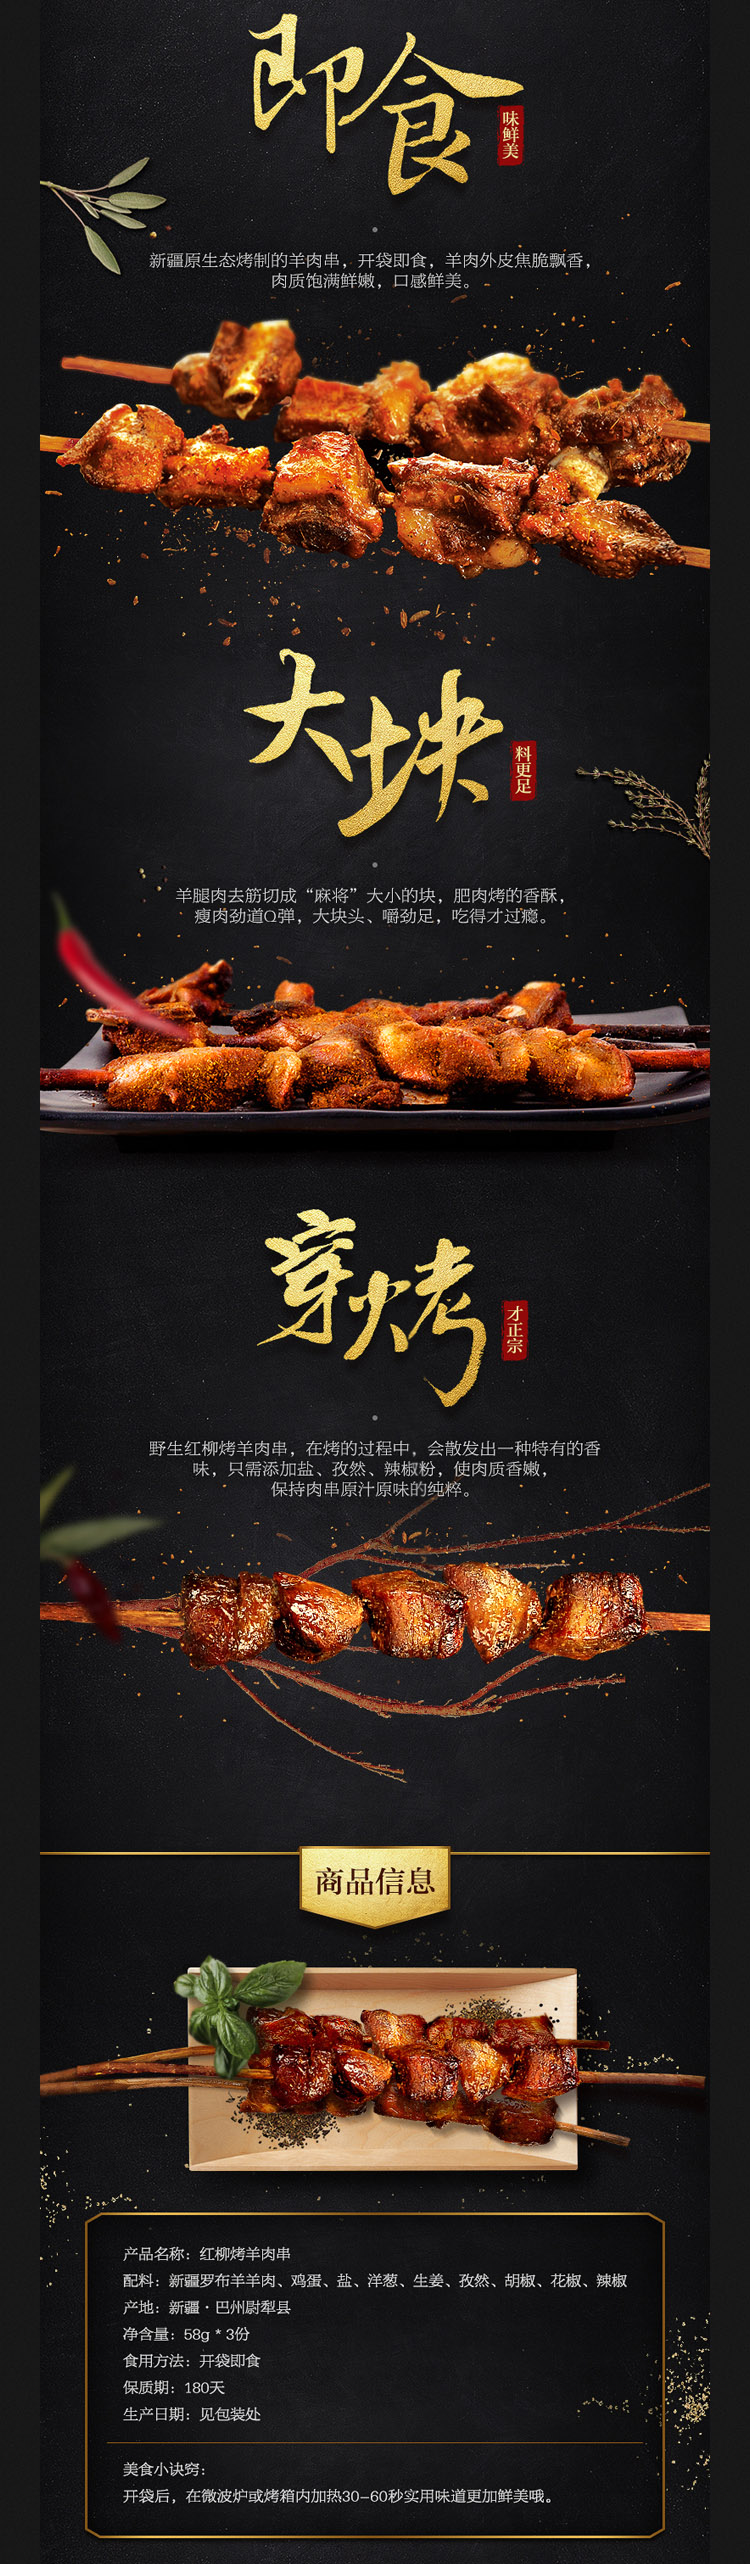 即食
味鲜美
新疆原生态烤制的羊肉串，开袋即食，羊肉外皮焦脆飘香，
肉质饱满鲜嫩，口感鲜美。
大块
料更足
羊腿肉去筋切成“麻将”大小的块，肥肉烤的香酥，
瘦肉劲道Q弹，大块头、嚼劲足，吃得才过瘾。
穿烤
才正宗
野生红柳烤羊肉串，在烤的过程中，会散发出一种特有的香
味，只需添加盐、孜然、辣椒粉，使肉质香嫩，
保持肉串原汁原味的纯粹。
商品信息
产品名称：红柳烤羊肉串
配料：新疆罗布羊羊肉、鸡蛋、盐、洋葱、生姜、孜然、胡椒、花椒、辣椒
产地：新疆·巴州尉犁县
净含量：58g * 3份
食用方法：开袋即食
保质期：180天
生产日期：见包装处
美食小诀窍：
开袋后，在微波炉或烤箱内加热30-60秒实用味道更加鲜美哦。